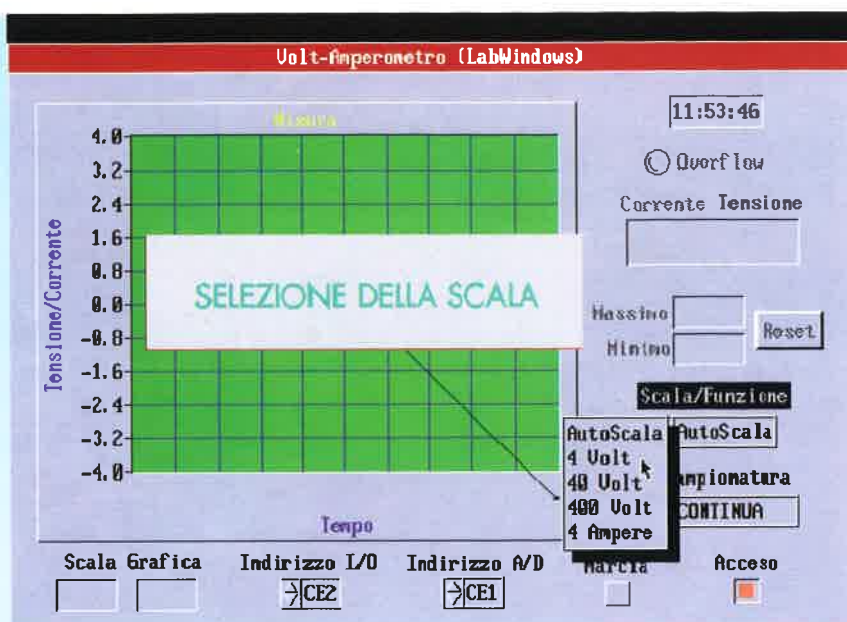 Volt-Amperometro (LabWindows)
Misura
11:53:46
Overflow
Corrente Tensione
4.0
3.2
2.4
1.6
0.8
0.0
-0.8
-1.6
-2.4
-3.2
-4.0
Tensione/Corrente
SELEZIONE DELLA SCALA
Massimo
Minimo
Reset
Scala/Funzione
AutoScala
AutoScala
4 Volt
40 Volt
400 Volt
4 Ampere
ampionatura
CONTINUA
Tempo
Scala Grafica
Indirizzo I/O
Indirizzo A/D
Marcia
Acceso
CE2
CE1